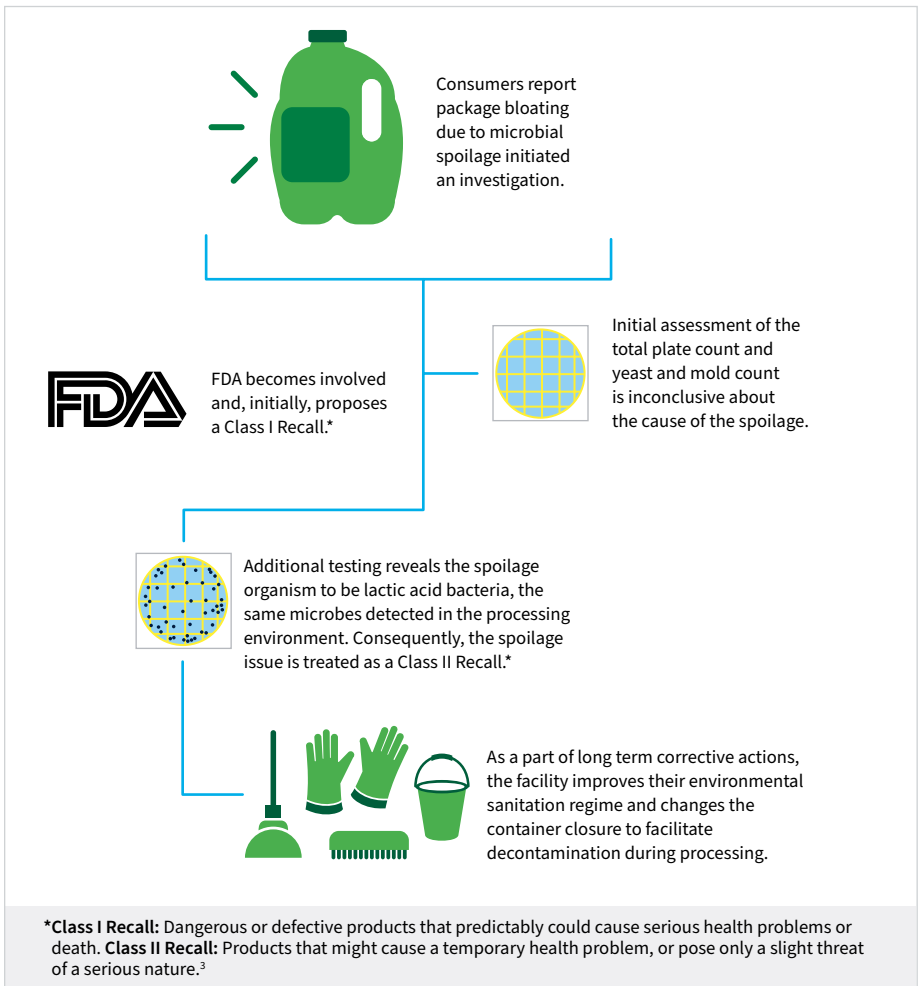 Consumers report
package bloating
due to microbial
spoilage initiated
an investigation.
Initial assessment of the
total plate count and
yeast and mold count
is inconclusive about
the cause of the spoilage.
FDA
FDA becomes involved
and, initially, proposes
a Class I Recall.*
Additional testing reveals the spoilage
organism to be lactic acid bacteria, the
same microbes detected in the processing
environment. Consequently, the spoilage
issue is treated as a Class II Recall.*
As a part of long term corrective actions,
the facility improves their environmental
sanitation regime and changes the
container closure to facilitate
decontamination during processing.
*Class I Recall: Dangerous or defective products that predictably could cause serious health problems or
death. Class II Recall: Products that might cause a temporary health problem, or pose only a slight threat
of a serious nature.³